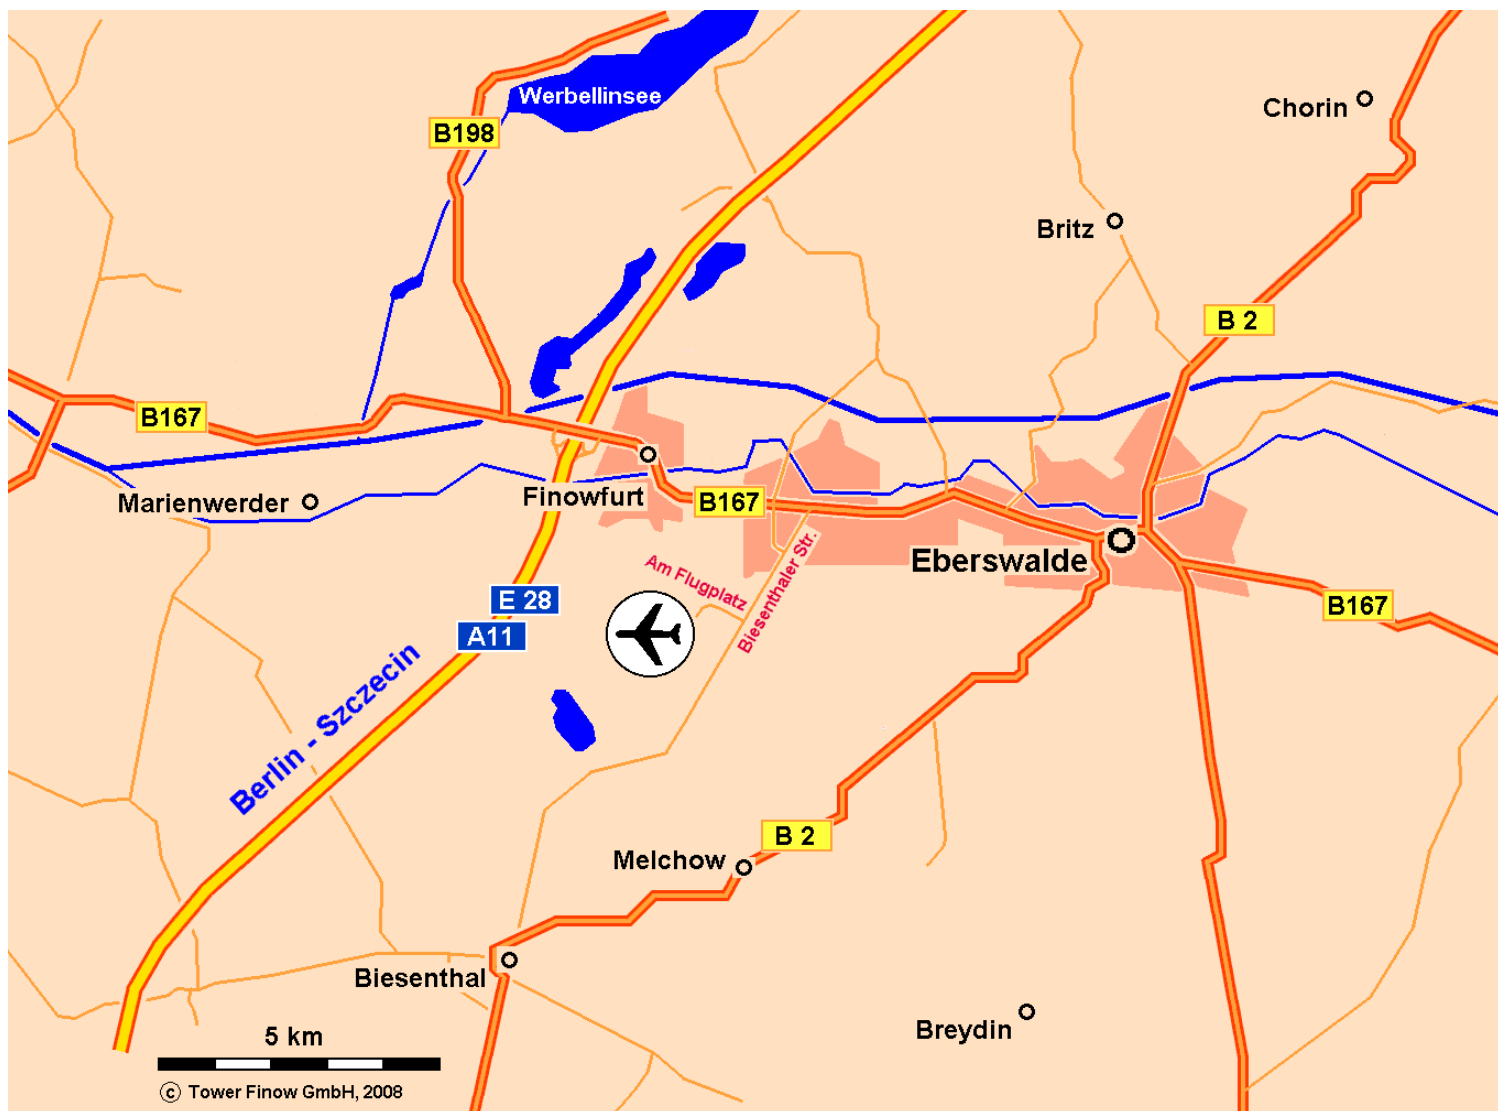 Werbellinsee
B198
Chorin
Britz
B 2
B167
Marienwerder
Finowfurt
B167
Eberswalde
Am Flugplatz
Biesenthaler Str.
E 28
A11
B167
Berlin - Szczecin
B 2
Melchow
Biesenthal
Breydin
5 km
c Tower Finow GmbH, 2008